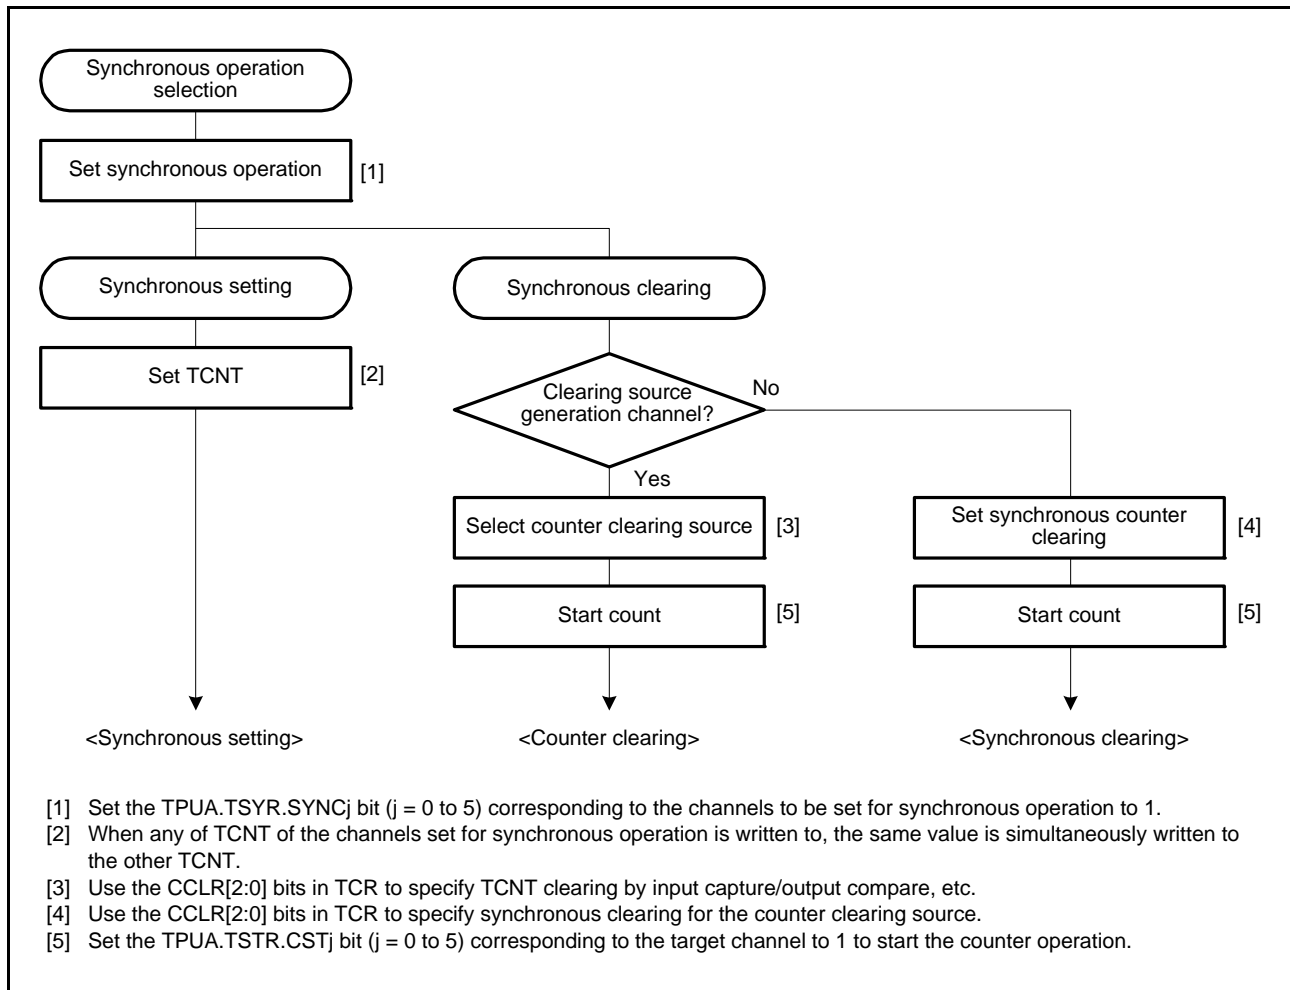 Synchronous operation
selection
Set synchronous operation
[1]
Synchronous setting
Synchronous clearing
Set TCNT
[2]
Clearing source
generation channel?
No
Yes
Select counter clearing source
[3]
Set synchronous counter
clearing
[4]
Start count
[5]
Start count
[5]
<Synchronous setting>
<Counter clearing>
<Synchronous clearing>
[1] Set the TPUA.TSYR.SYNCj bit (j = 0 to 5) corresponding to the channels to be set for synchronous operation to 1.
[2] When any of TCNT of the channels set for synchronous operation is written to, the same value is simultaneously written to
the other TCNT.
[3] Use the CCLR[2:0] bits in TCR to specify TCNT clearing by input capture/output compare, etc.
[4] Use the CCLR[2:0] bits in TCR to specify synchronous clearing for the counter clearing source.
[5] Set the TPUA.TSTR.CSTj bit (j = 0 to 5) corresponding to the target channel to 1 to start the counter operation.